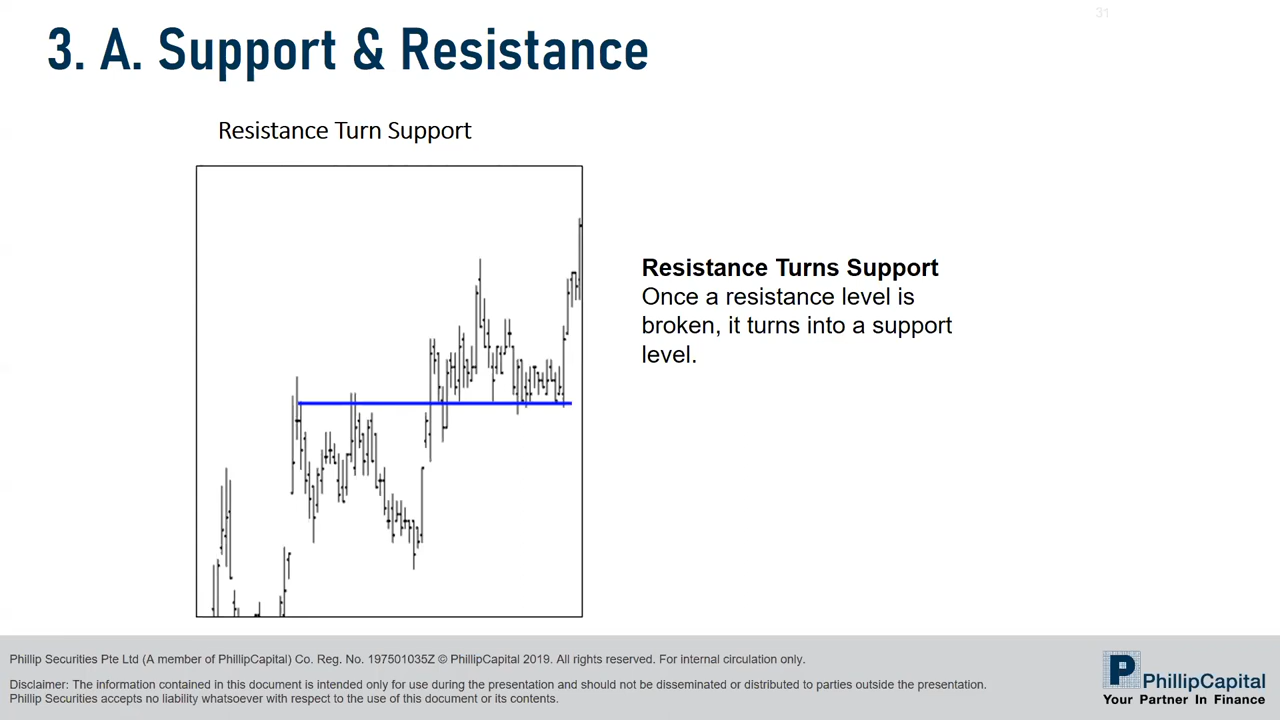 31
3. A. Support & Resistance
Resistance Turn Support
Resistance Turns Support
Once a resistance level is
broken, it turns into a support
level.
Phillip Securities Pte Ltd (A member of PhillipCapital) Co. Reg. No. 197501035Z © PhillipCapital 2019. All rights reserved. For internal circulation only.
Disclaimer: The information contained in this document is intended only for use during the presentation and should not be disseminated or distributed to parties outside the presentation.
Phillip Securities accepts no liability whatsoever with respect to the use of this document or its contents.
P PhillipCapital
Your Partner In Finance